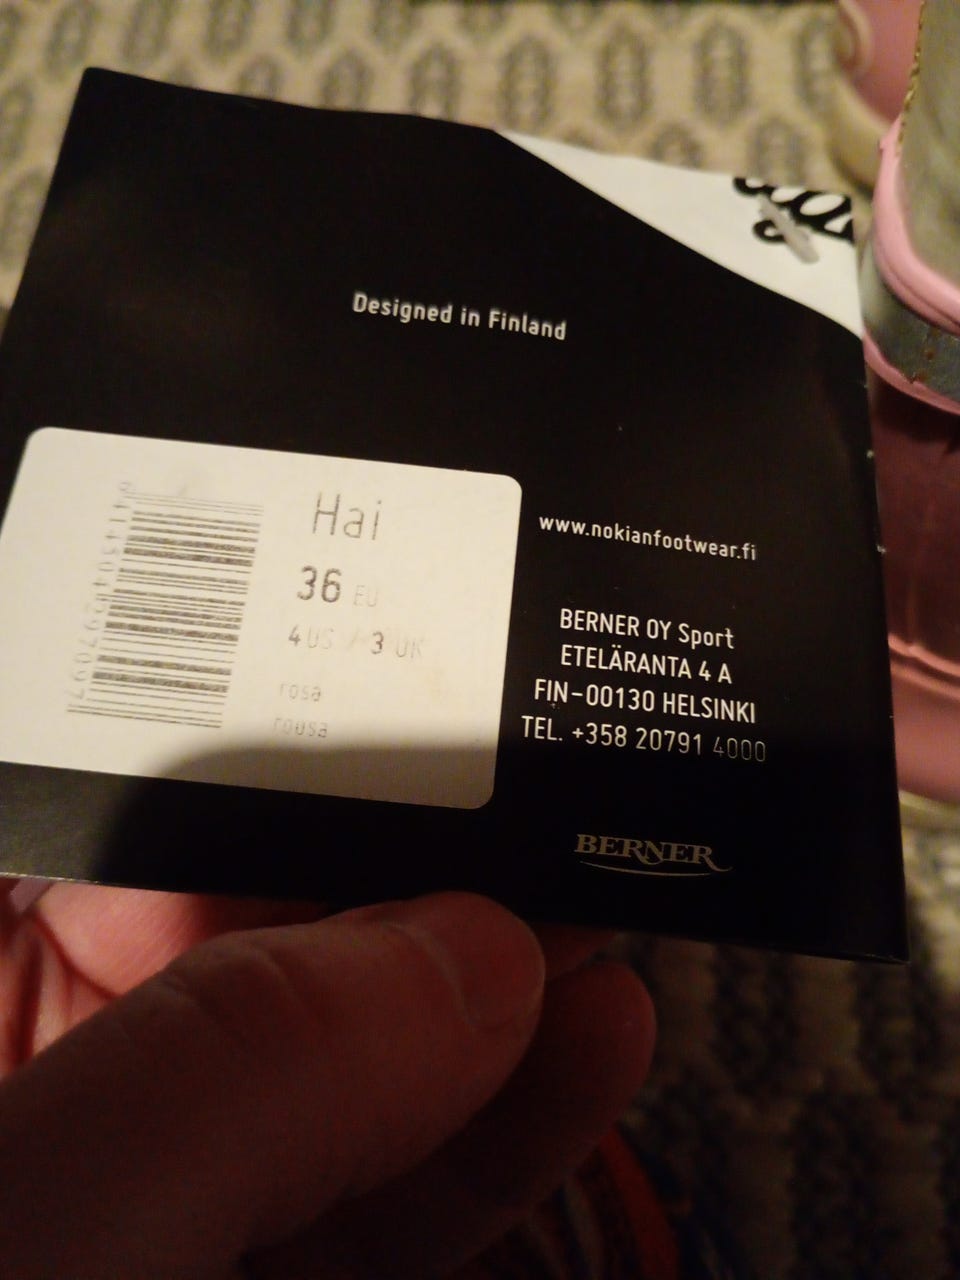 Designed in Finland
Hai
36 EU
4 US / 3 UK
rosa
rousa
www.nokianfootwear.fi
BERNER OY Sport
ETELÄRANTA 4 A
FIN-00130 HELSINKI
TEL. +358 20791 4000
BERNER